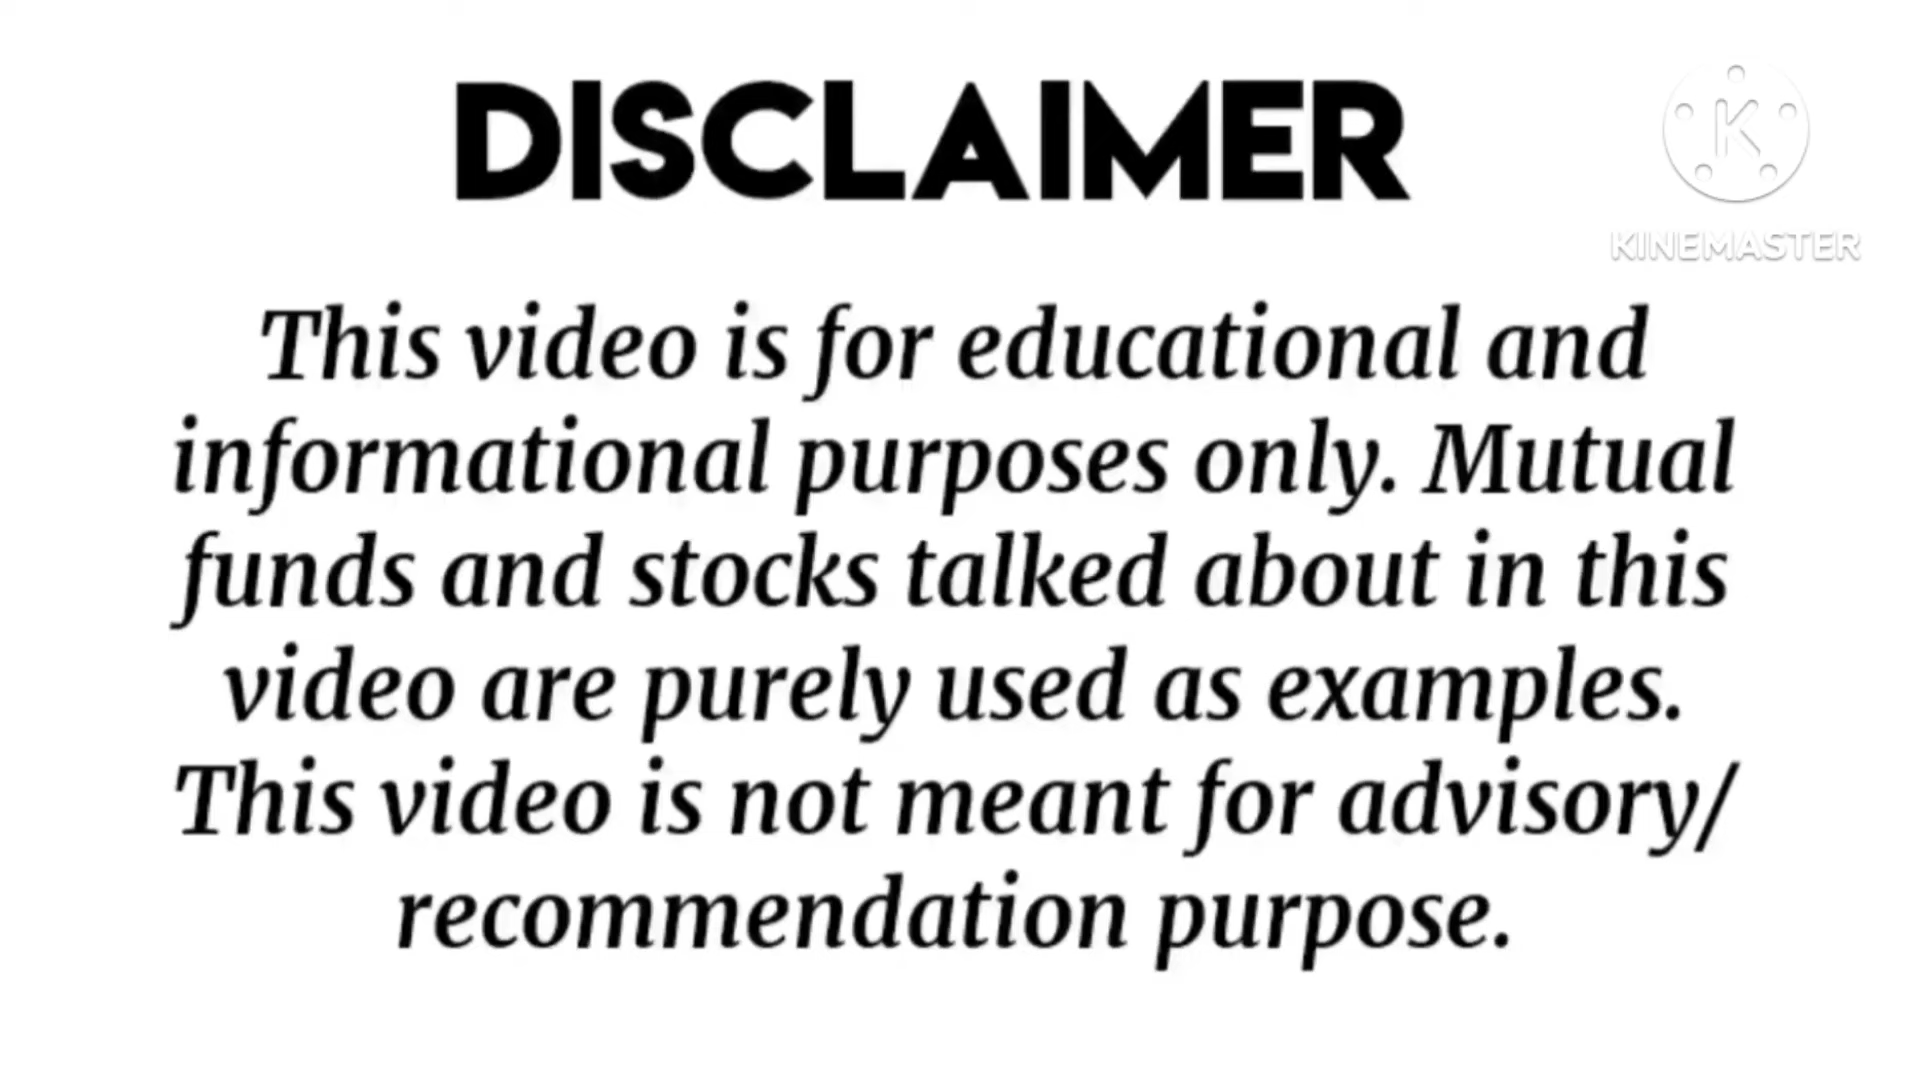 DISCLAIMER
K
KINEMASTER
This video is for educational and
informational purposes only. Mutual
funds and stocks talked about in this
video are purely used as examples.
This video is not meant for advisory/
recommendation purpose.